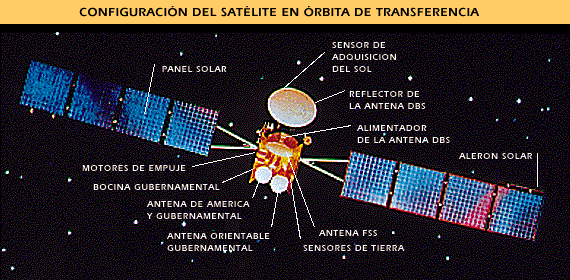 CONFIGURACIÓN DEL SATÉLITE EN ÓRBITA DE TRANSFERENCIA
SENSOR DE
ADQUISICION
DEL SOL
PANEL SOLAR
REFLECTOR DE
LA ANTENA DBS
ALIMENTADOR
DE LA ANTENA DBS
ALERON SOLAR
MOTORES DE EMPUJE
BOCINA GUBERNAMENTAL
ANTENA DE AMERICA
Y GUBERNAMENTAL
ANTENA ORIENTABLE
GUBERNAMENTAL
ANTENA FSS
SENSORES DE TIERRA